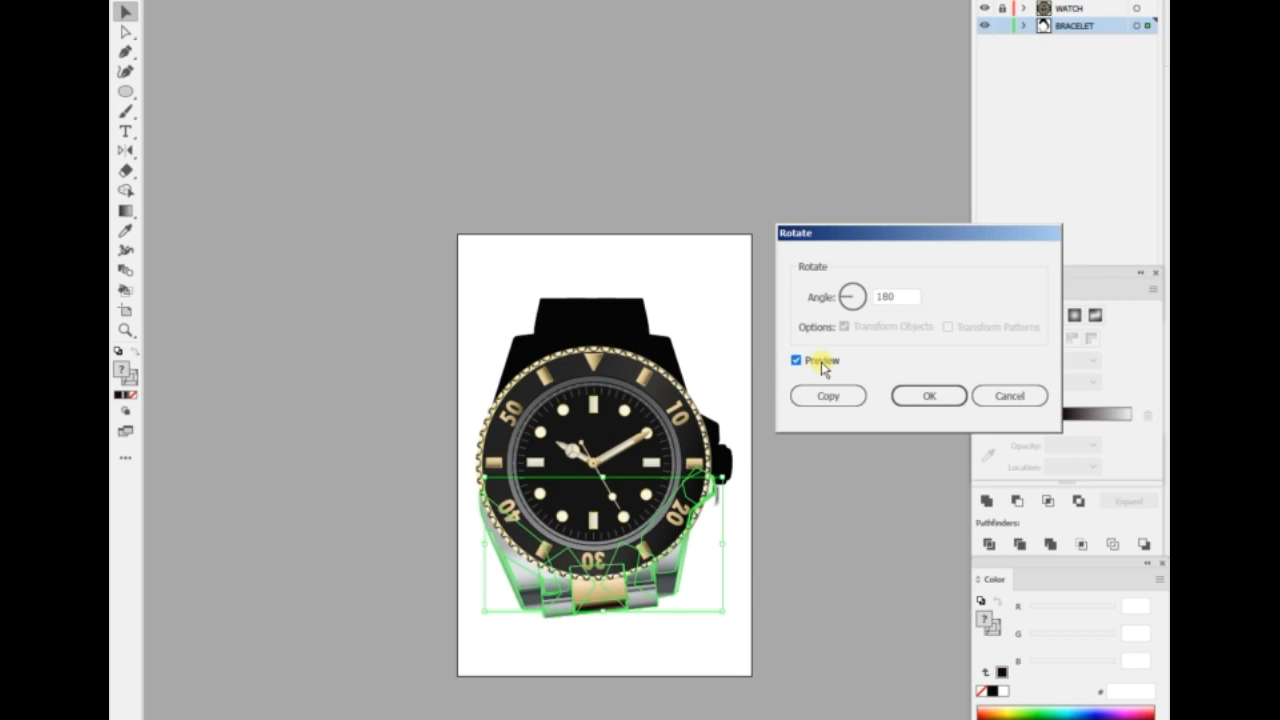 WATCH
BRACELET
Rotate
Rotate
Angle: 180
Options: Transform Objects Transform Patterns
Preview
Copy OK Cancel
50 10
40 20
30
Opacity:
Location:
Expand
Pathfinders:
Color
R
G
B
#
T
?
?
...